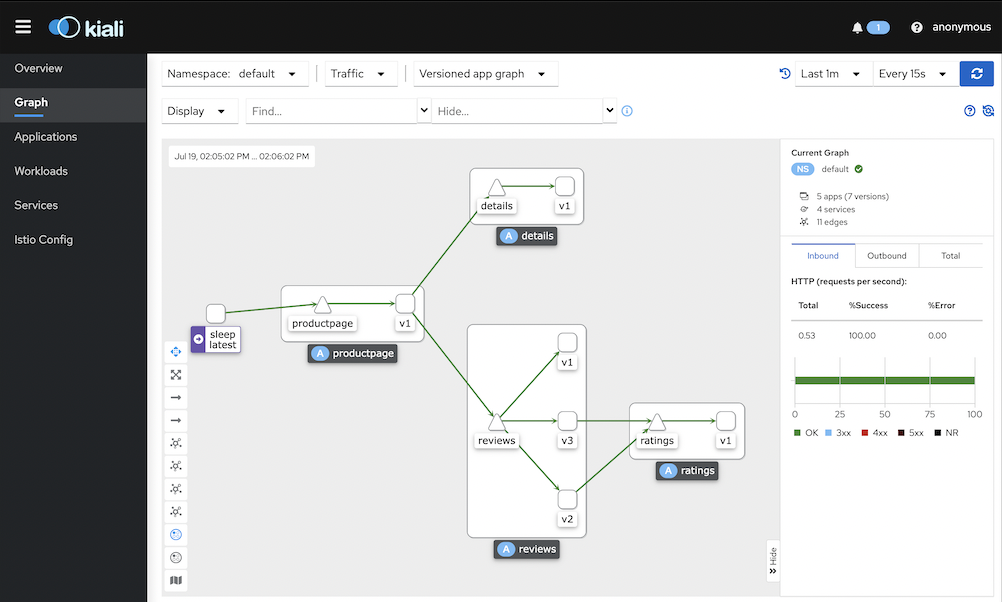 kiali
1
anonymous
Overview
Graph
Applications
Workloads
Services
Istio Config
Namespace: default
Traffic
Versioned app graph
Last 1m
Every 15s
Display
Find...
Hide...
Jul 19, 02:05:02 PM ... 02:06:02 PM
details
v1
A details
sleep
latest
productpage
v1
A productpage
v1
reviews
v3
v2
A reviews
ratings
v1
A ratings
Hide
Current Graph
NS default
5 apps (7 versions)
4 services
11 edges
Inbound Outbound Total
HTTP (requests per second):
Total %Success %Error
0.53 100.00 0.00
0 25 50 75 100
OK 3xx 4xx 5xx NR